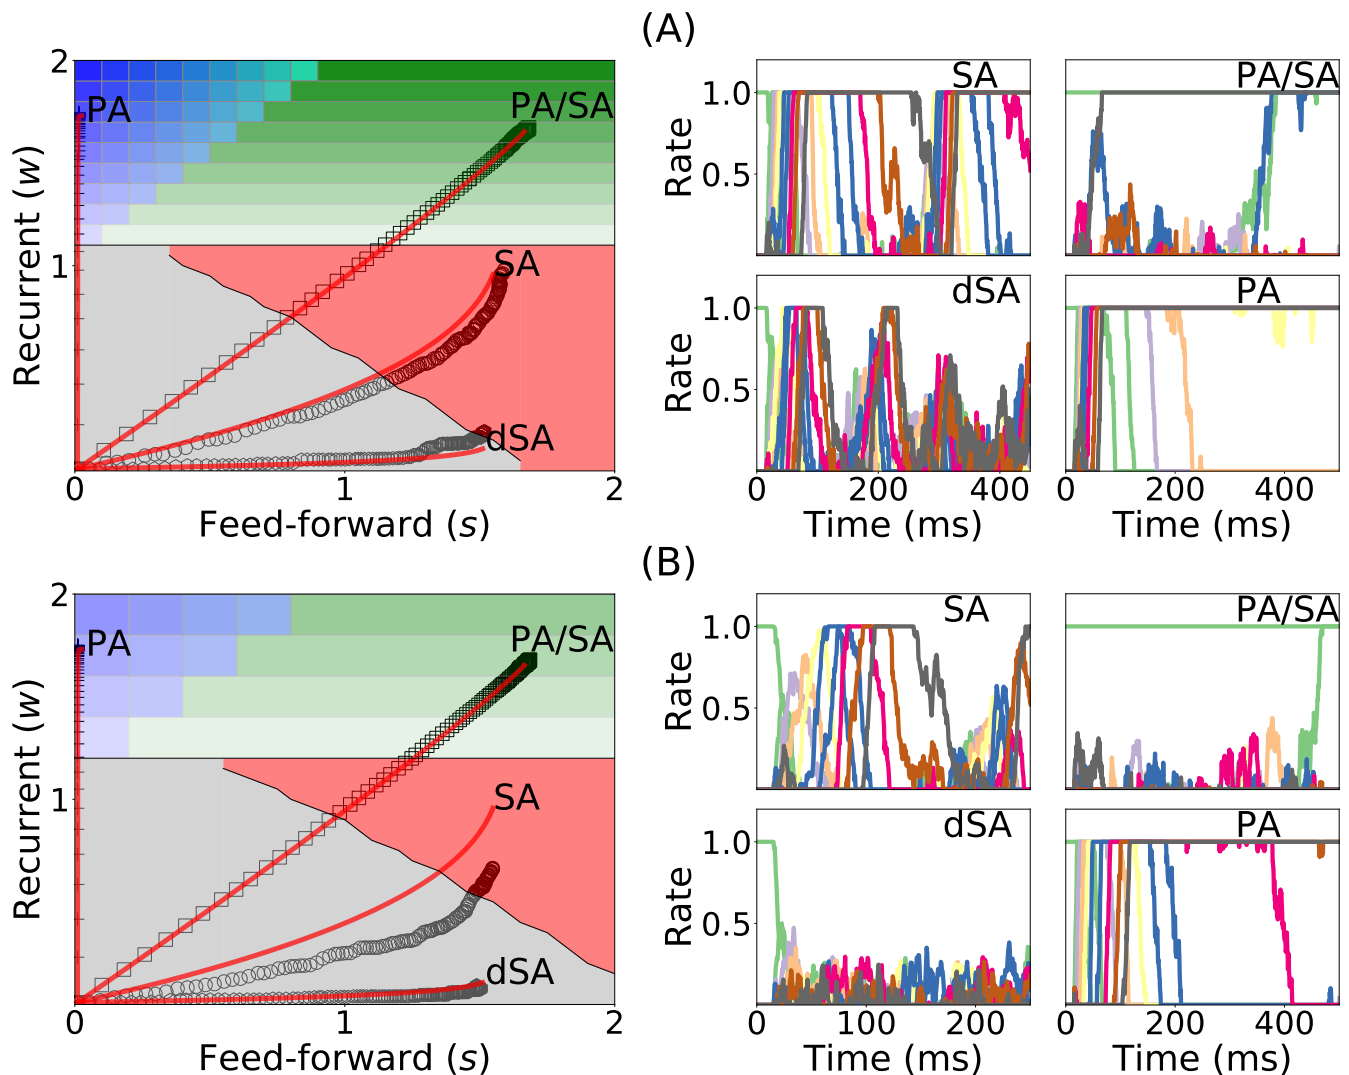 (A)
2
1
0
0
1
2
Recurrent (w)
Feed-forward (s)
PA
PA/SA
SA
dSA
1.0
0.5
Rate
SA
PA/SA
1.0
0.5
Rate
dSA
PA
0
200
400
Time (ms)
0
200
400
Time (ms)
(B)
2
1
0
1
2
Recurrent (w)
Feed-forward (s)
PA
PA/SA
SA
dSA
1.0
0.5
Rate
SA
PA/SA
1.0
0.5
Rate
dSA
PA
0
100
200
Time (ms)
0
200
400
Time (ms)